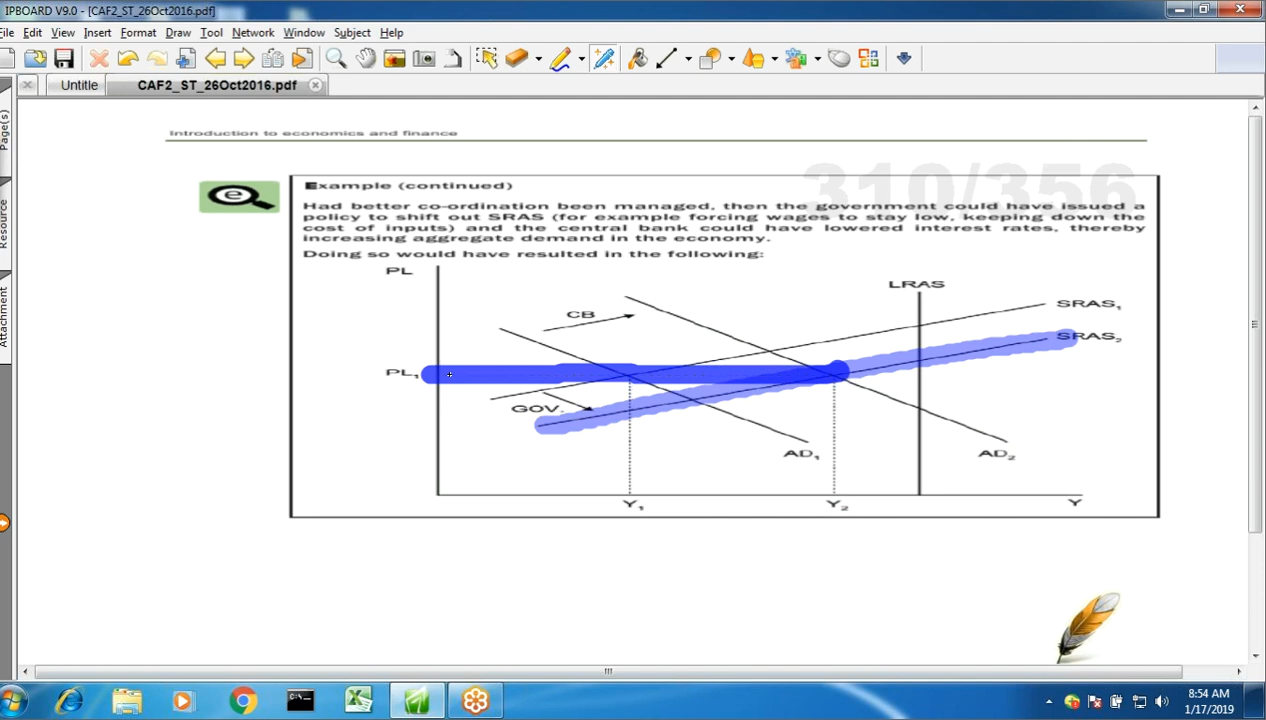 IPBOARD V9.0 - [CAF2_ST_26Oct2016.pdf]
File Edit View Insert Format Draw Tool Network Window Subject Help
Untitle CAF2_ST_26Oct2016.pdf
Page(s)
Resource
Attachment
Introduction to economics and finance
310/356
Example (continued)
Had better co-ordination been managed, then the government could have issued a
policy to shift out SRAS (for example forcing wages to stay low, keeping down the
cost of inputs) and the central bank could have lowered interest rates, thereby
increasing aggregate demand in the economy.
Doing so would have resulted in the following:
PL
LRAS
CB
SRAS₁
SRAS₂
PL₁
GOV.
AD₁
AD₂
Y₁
Y₂
Y
8:54 AM
1/17/2019